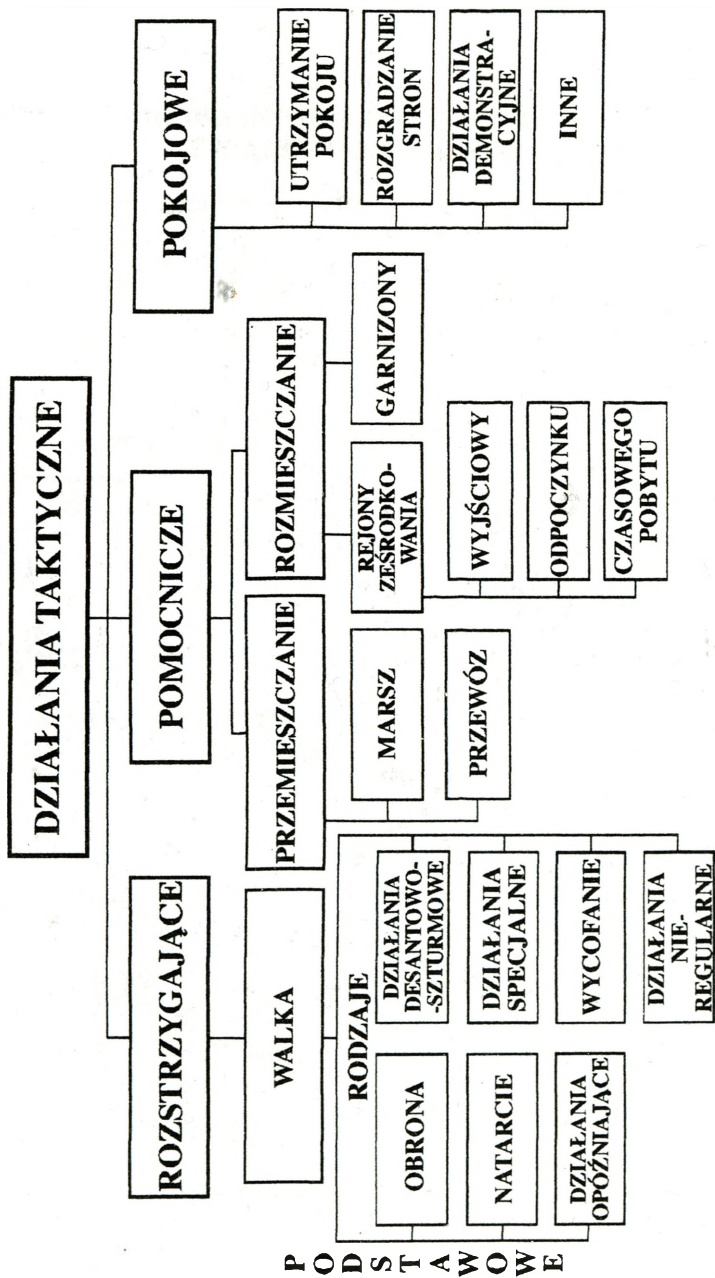 DZIAŁANIA TAKTYCZNE
ROZSTRZYGAJĄCE
POMOCNICZE
POKOJOWE
WALKA
PRZEMIESZCZANIE
ROZMIESZCZANIE
UTRZYMANIE
POKOJU
ROZGRADZANIE
STRON
DZIAŁANIA
DEMONSTRA-
CYJNE
INNE
RODZAJE
PODSTAWOWE
OBRONA
NATARCIE
DZIAŁANIA
OPÓŹNIAJĄCE
DZIAŁANIA
DESANTOWO-
-SZTURMOWE
DZIAŁANIA
SPECJALNE
WYCOFANIE
DZIAŁANIA
NIE-
REGULARNE
MARSZ
PRZEWÓZ
REJONY
ZEŚRODKO-
WANIA
GARNIZONY
WYJŚCIOWY
ODPOCZYNKU
CZASOWEGO
POBYTU